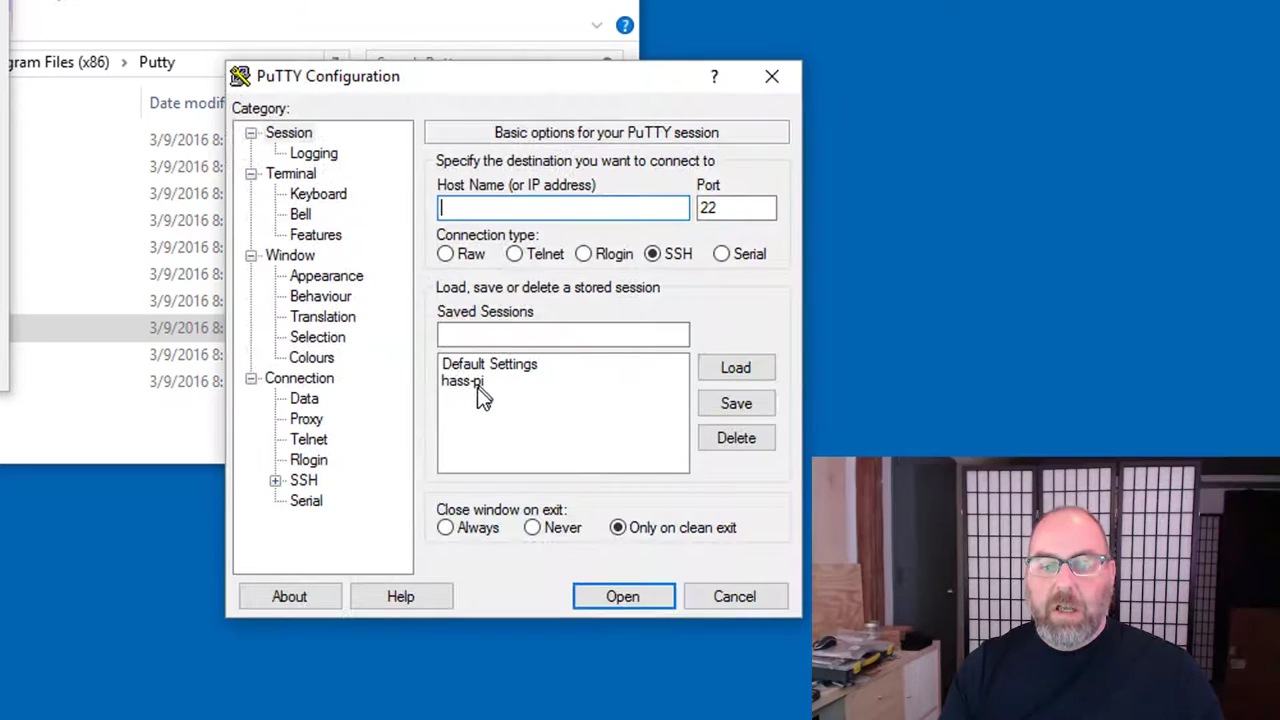 gram Files (x86) > Putty
Date modif
3/9/2016 8:
3/9/2016 8:
3/9/2016 8:
3/9/2016 8:
3/9/2016 8:
3/9/2016 8:
3/9/2016 8:
3/9/2016 8:
3/9/2016 8:
3/9/2016 8:
PuTTY Configuration
?
Category:
Session
Logging
Terminal
Keyboard
Bell
Features
Window
Appearance
Behaviour
Translation
Selection
Colours
Connection
Data
Proxy
Telnet
Rlogin
SSH
Serial
Basic options for your PuTTY session
Specify the destination you want to connect to
Host Name (or IP address) Port
22
Connection type:
Raw Telnet Rlogin SSH Serial
Load, save or delete a stored session
Saved Sessions
Default Settings
hass-pi
Load
Save
Delete
Close window on exit:
Always Never Only on clean exit
About Help Open Cancel